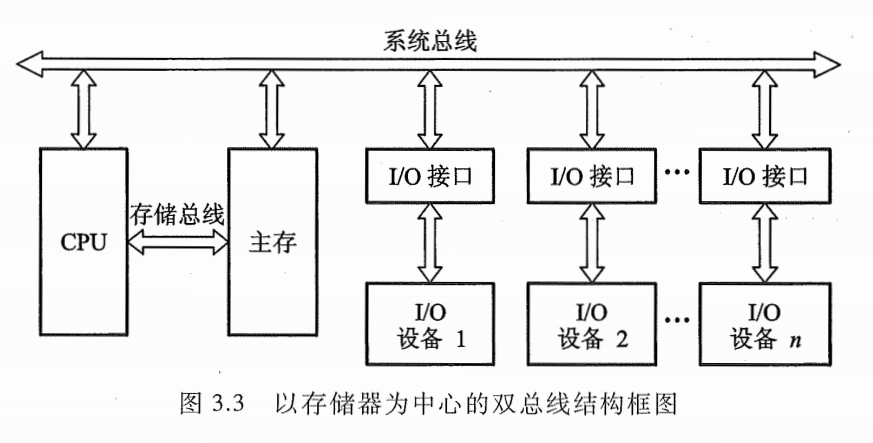 系统总线
I/O 接口
I/O 接口
…
I/O 接口
存储总线
CPU
主存
I/O
设备 1
I/O
设备 2
…
I/O
设备 n
图 3.3 以存储器为中心的双总线结构框图